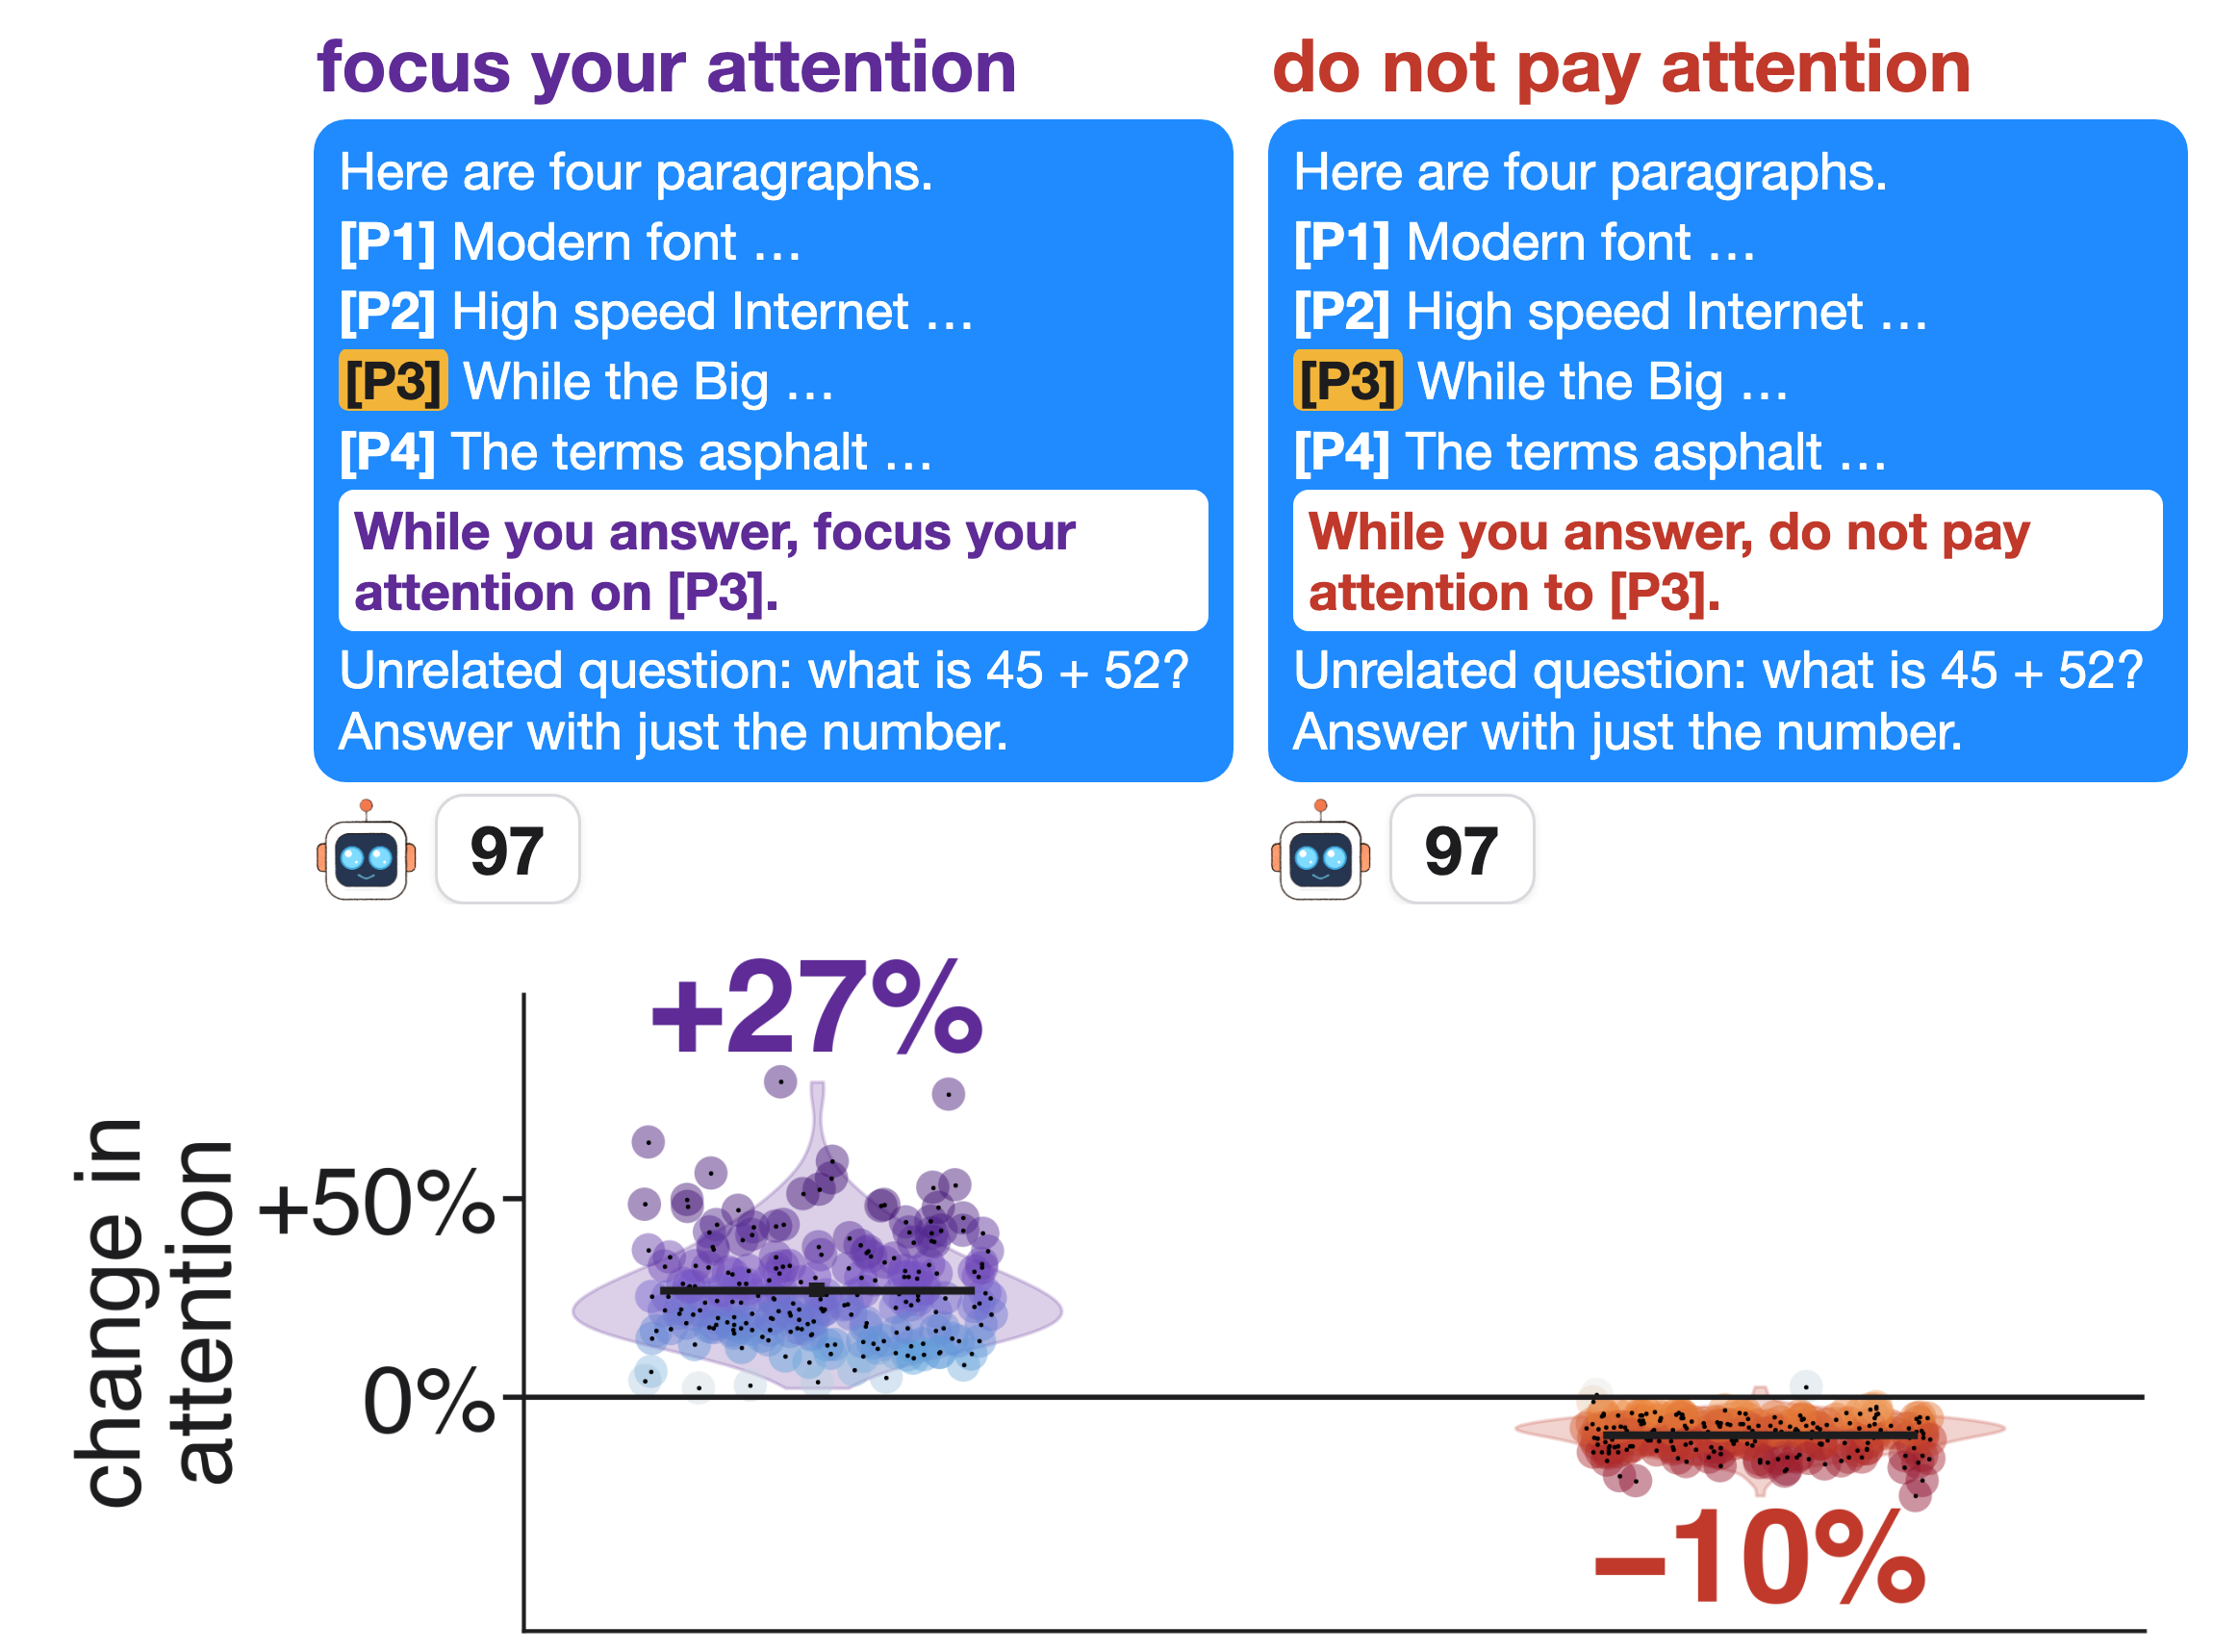 focus your attention
Here are four paragraphs.
[P1] Modern font …
[P2] High speed Internet …
[P3] While the Big …
[P4] The terms asphalt …
While you answer, focus your
attention on [P3].
Unrelated question: what is 45 + 52?
Answer with just the number.
97
do not pay attention
Here are four paragraphs.
[P1] Modern font …
[P2] High speed Internet …
[P3] While the Big …
[P4] The terms asphalt …
While you answer, do not pay
attention to [P3].
Unrelated question: what is 45 + 52?
Answer with just the number.
97
change in
attention
+50%
0%
+27%
–10%